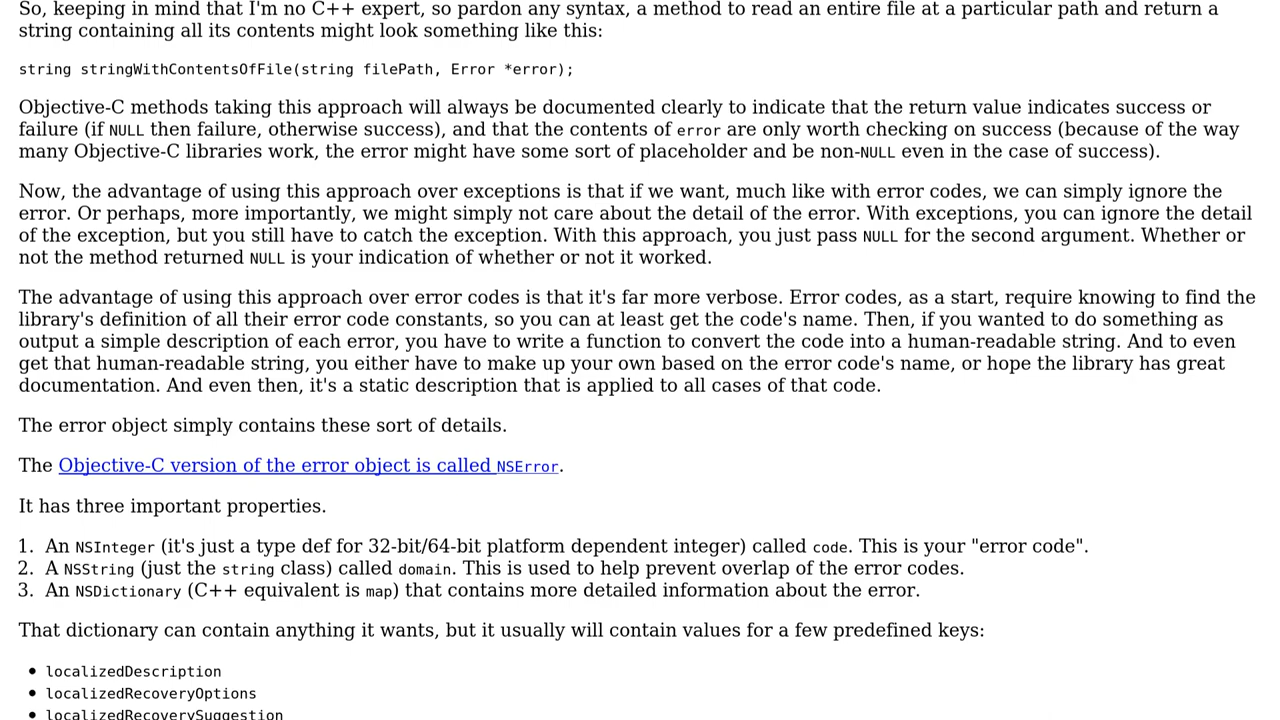 So, keeping in mind that I'm no C++ expert, so pardon any syntax, a method to read an entire file at a particular path and return a
string containing all its contents might look something like this:
string stringWithContentsOfFile(string filePath, Error *error);
Objective-C methods taking this approach will always be documented clearly to indicate that the return value indicates success or
failure (if NULL then failure, otherwise success), and that the contents of error are only worth checking on success (because of the way
many Objective-C libraries work, the error might have some sort of placeholder and be non-NULL even in the case of success).
Now, the advantage of using this approach over exceptions is that if we want, much like with error codes, we can simply ignore the
error. Or perhaps, more importantly, we might simply not care about the detail of the error. With exceptions, you can ignore the detail
of the exception, but you still have to catch the exception. With this approach, you just pass NULL for the second argument. Whether or
not the method returned NULL is your indication of whether or not it worked.
The advantage of using this approach over error codes is that it's far more verbose. Error codes, as a start, require knowing to find the
library's definition of all their error code constants, so you can at least get the code's name. Then, if you wanted to do something as
output a simple description of each error, you have to write a function to convert the code into a human-readable string. And to even
get that human-readable string, you either have to make up your own based on the error code's name, or hope the library has great
documentation. And even then, it's a static description that is applied to all cases of that code.
The error object simply contains these sort of details.
The Objective-C version of the error object is called NSError.
It has three important properties.
1. An NSInteger (it's just a type def for 32-bit/64-bit platform dependent integer) called code. This is your "error code".
2. A NSString (just the string class) called domain. This is used to help prevent overlap of the error codes.
3. An NSDictionary (C++ equivalent is map) that contains more detailed information about the error.
That dictionary can contain anything it wants, but it usually will contain values for a few predefined keys:
• localizedDescription
• localizedRecoveryOptions
• localizedRecoverySuggestion